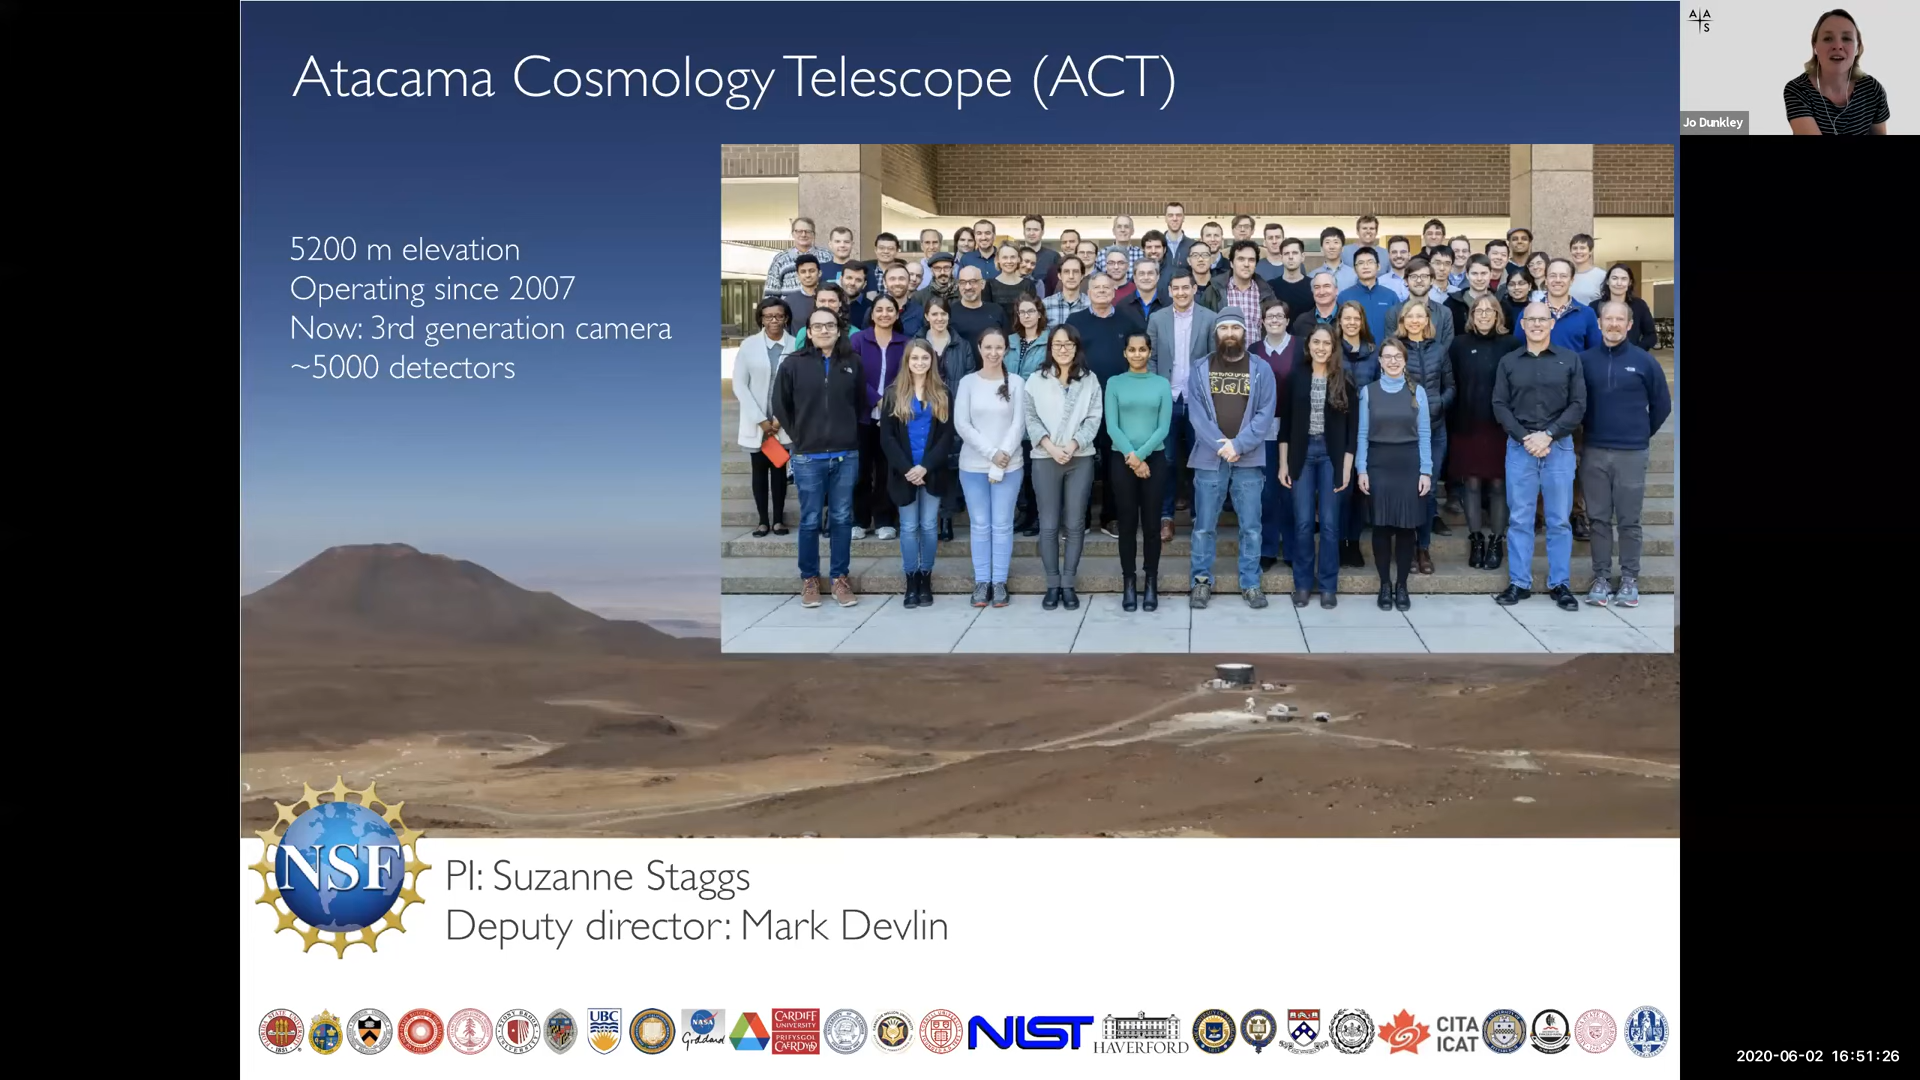 Atacama Cosmology Telescope (ACT)
A A
S
Jo Dunkley
5200 m elevation
Operating since 2007
Now: 3rd generation camera
~5000 detectors
NSF
PI: Suzanne Staggs
Deputy director: Mark Devlin
UBC
NASA
Goddard
CARDIFF
UNIVERSITY
PRIFYSGOL
CAERDYDD
NIST
HAVERFORD
CITA
ICAT
2020-06-02 16:51:26